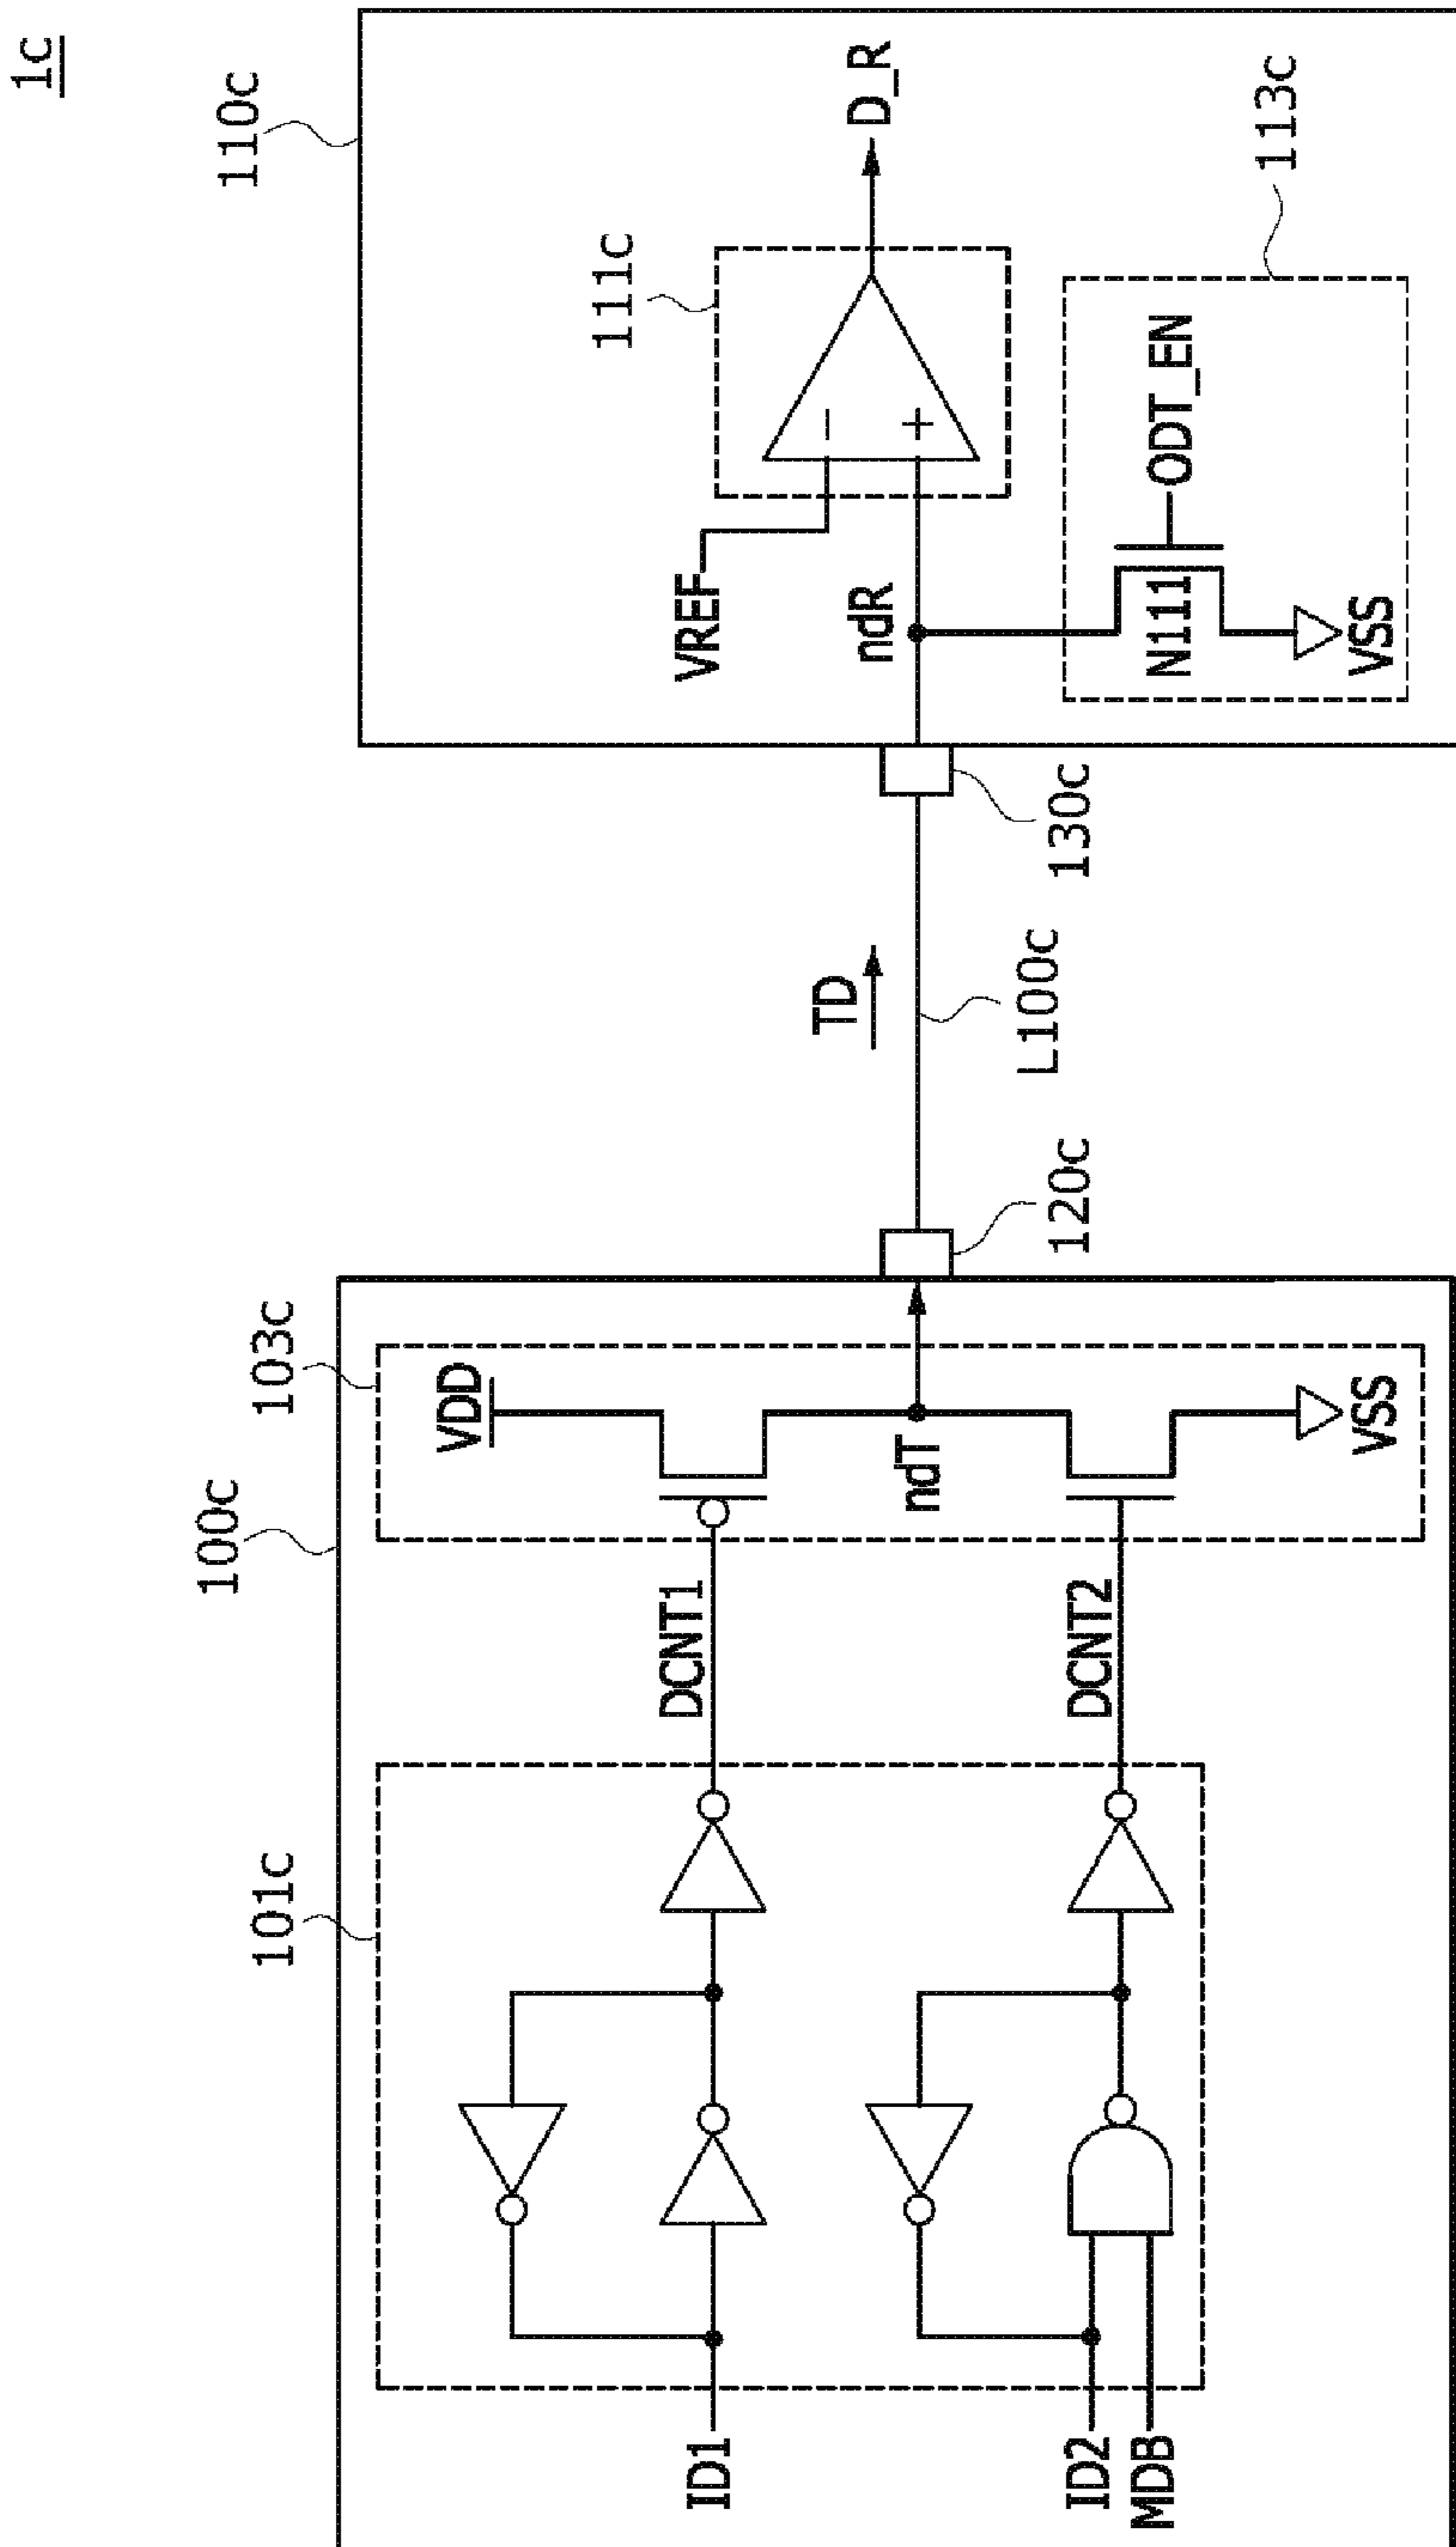 1c
100c
103c
110c
101c
111c
VDD
VREF
D_R
DCNT1
TD
ID1
ndT
ndR
120c
L100c
130c
113c
ID2
DCNT2
MDB
N111
ODT_EN
VSS
VSS